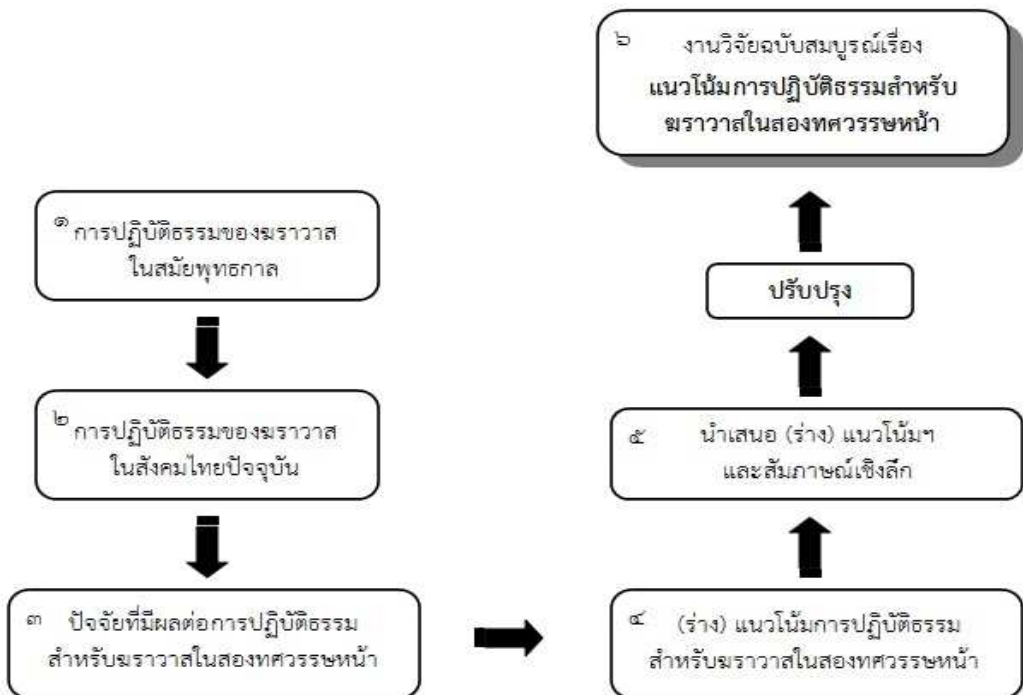 ๑ การปฏิบัติธรรมของฆราวาส
ในสมัยพุทธกาล
๒ การปฏิบัติธรรมของฆราวาส
ในสังคมไทยปัจจุบัน
๓ ปัจจัยที่มีผลต่อการปฏิบัติธรรม
สำหรับฆราวาสในสองทศวรรษหน้า
๔ (ร่าง) แนวโน้มการปฏิบัติธรรม
สำหรับฆราวาสในสองทศวรรษหน้า
๕ นำเสนอ (ร่าง) แนวโน้มฯ
และสัมภาษณ์เชิงลึก
ปรับปรุง
๖ งานวิจัยฉบับสมบูรณ์เรื่อง
แนวโน้มการปฏิบัติธรรมสำหรับ
ฆราวาสในสองทศวรรษหน้า